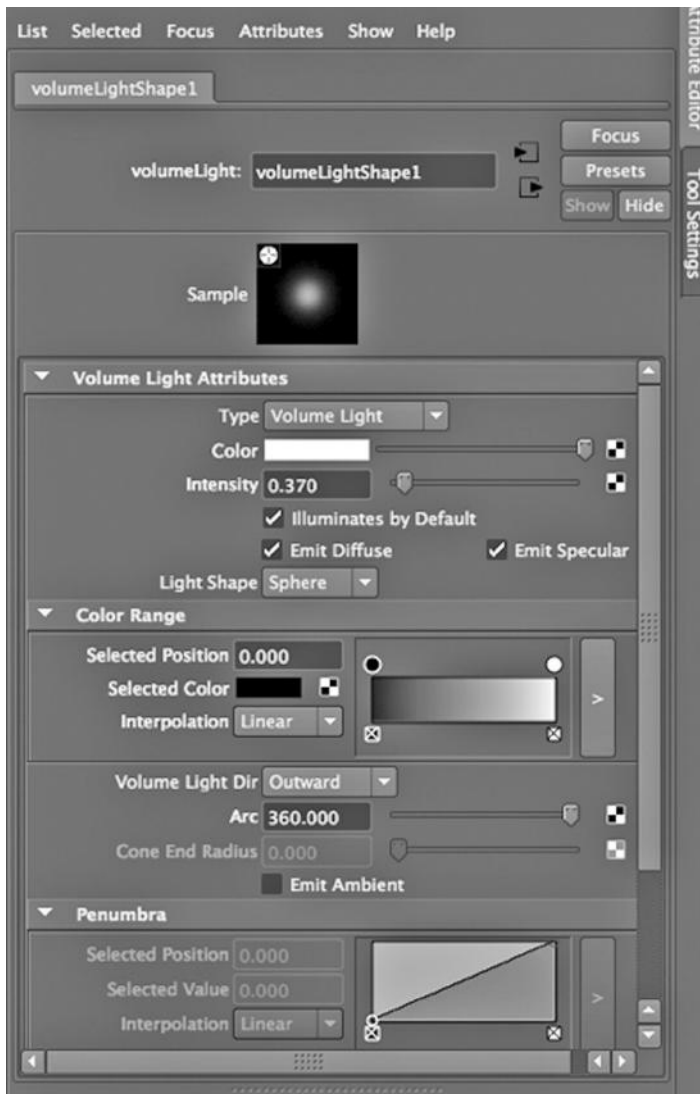 List Selected Focus Attributes Show Help
Attribute Editor
Tool Settings
volumeLightShape1
volumeLight: volumeLightShape1
Focus
Presets
Show Hide
Sample
Volume Light Attributes
Type Volume Light
Color
Intensity 0.370
Illuminates by Default
Emit Diffuse Emit Specular
Light Shape Sphere
Color Range
Selected Position 0.000
Selected Color
Interpolation Linear
>
Volume Light Dir Outward
Arc 360.000
Cone End Radius 0.000
Emit Ambient
Penumbra
Selected Position 0.000
Selected Value 0.000
Interpolation Linear
>